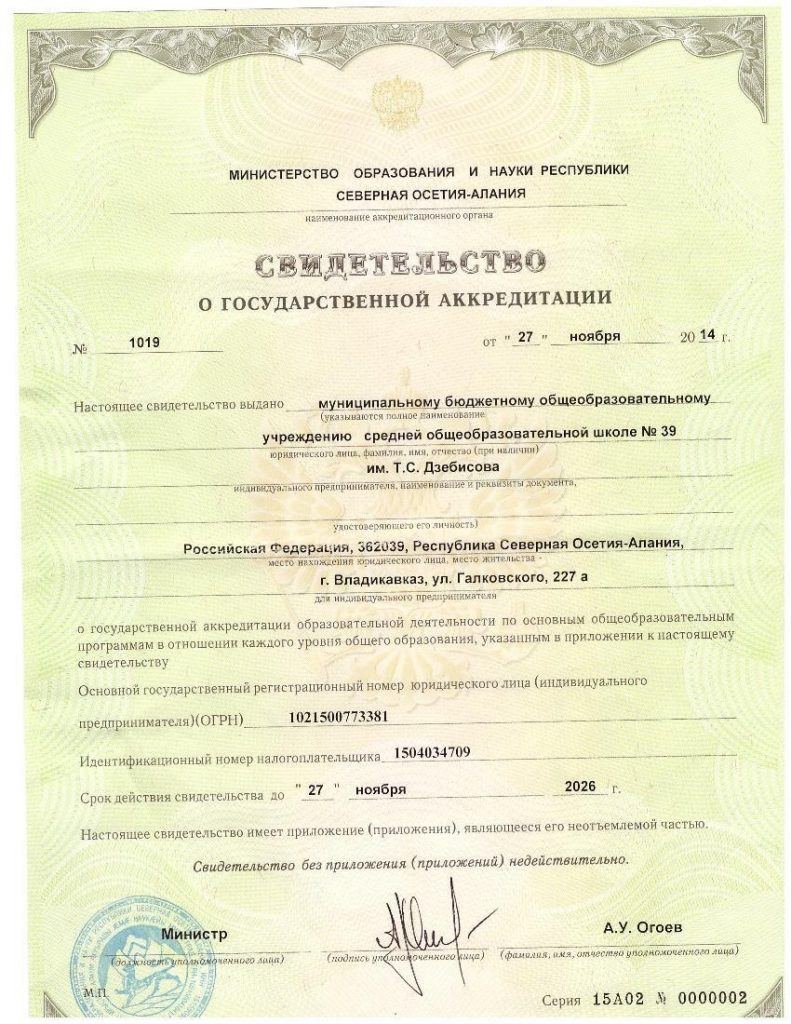 МИНИСТЕРСТВО ОБРАЗОВАНИЯ И НАУКИ РЕСПУБЛИКИ
СЕВЕРНАЯ ОСЕТИЯ-АЛАНИЯ
наименование аккредитационного органа
СВИДЕТЕЛЬСТВО
О ГОСУДАРСТВЕННОЙ АККРЕДИТАЦИИ
№ 1019 от " 27 " ноября 20 14 г.
Настоящее свидетельство выдано муниципальному бюджетному общеобразовательному
(указываются полное наименование
учреждению средней общеобразовательной школе № 39
юридического лица, фамилия, имя, отчество (при наличии)
им. Т.С. Дзебисова
индивидуального предпринимателя, наименование и реквизиты документа,
удостоверяющего его личность)
Российская Федерация, 362039, Республика Северная Осетия-Алания,
место нахождения юридического лица, место жительства -
г. Владикавказ, ул. Галковского, 227 а
для индивидуального предпринимателя
о государственной аккредитации образовательной деятельности по основным общеобразовательным
программам в отношении каждого уровня общего образования, указанным в приложении к настоящему
свидетельству
Основной государственный регистрационный номер юридического лица (индивидуального
предпринимателя)(ОГРН) 1021500773381
Идентификационный номер налогоплательщика 1504034709
Срок действия свидетельства до " 27 " ноября 2026 г.
Настоящее свидетельство имеет приложение (приложения), являющееся его неотъемлемой частью.
Свидетельство без приложения (приложений) недействительно.
Министр А.У. Огоев
(должность уполномоченного лица) (подпись уполномоченного лица) (фамилия, имя, отчество уполномоченного лица)
М.П.
Серия 15А02 № 0000002